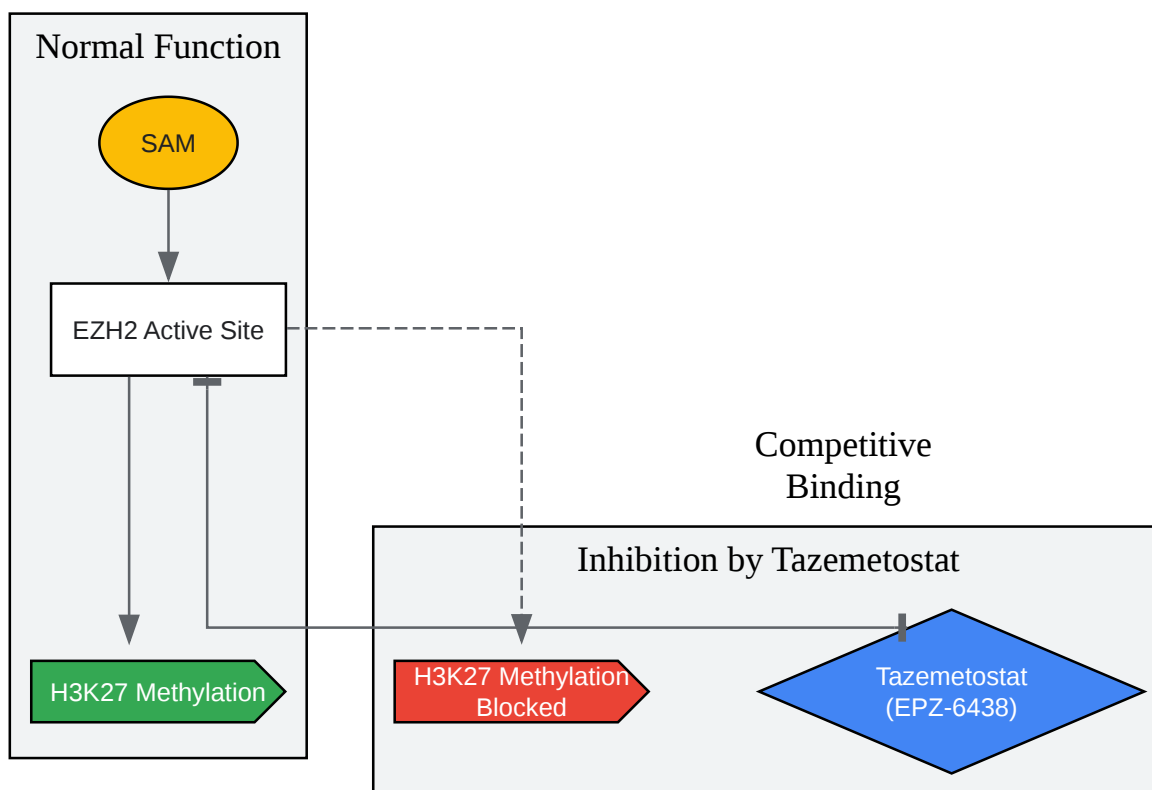 Normal Function
SAM
EZH2 Active Site
H3K27 Methylation
Competitive
Binding
Inhibition by Tazemetostat
H3K27 Methylation
Blocked
Tazemetostat
(EPZ-6438)